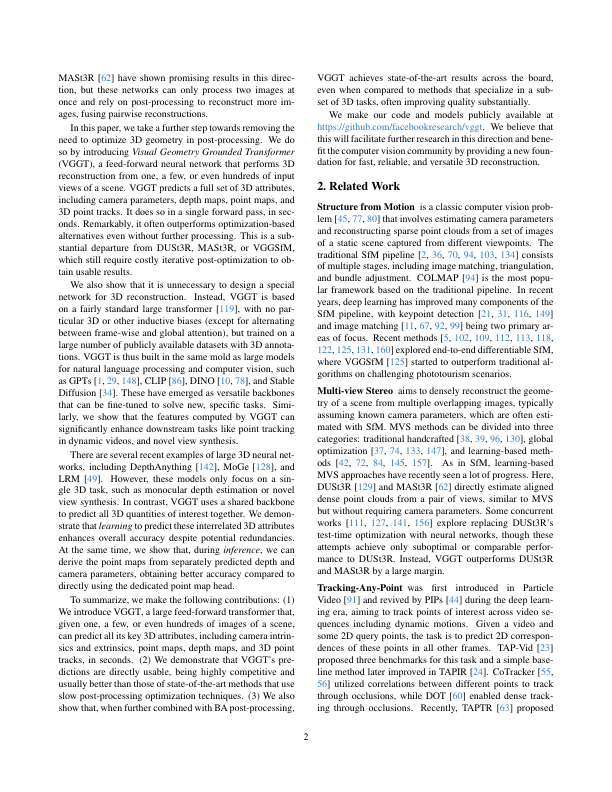 MASt3R [62] have shown promising results in this direc-
tion, but these networks can only process two images at
once and rely on post-processing to reconstruct more im-
ages, fusing pairwise reconstructions.
In this paper, we take a further step towards removing the
need to optimize 3D geometry in post-processing. We do
so by introducing Visual Geometry Grounded Transformer
(VGGT), a feed-forward neural network that performs 3D
reconstruction from one, a few, or even hundreds of input
views of a scene. VGGT predicts a full set of 3D attributes,
including camera parameters, depth maps, point maps, and
3D point tracks. It does so in a single forward pass, in sec-
onds. Remarkably, it often outperforms optimization-based
alternatives even without further processing. This is a sub-
stantial departure from DUSt3R, MASt3R, or VGGSfM,
which still require costly iterative post-optimization to ob-
tain usable results.
We also show that it is unnecessary to design a special
network for 3D reconstruction. Instead, VGGT is based
on a fairly standard large transformer [119], with no par-
ticular 3D or other inductive biases (except for alternating
between frame-wise and global attention), but trained on a
large number of publicly available datasets with 3D annota-
tions. VGGT is thus built in the same mold as large models
for natural language processing and computer vision, such
as GPTs [1, 29, 148], CLIP [86], DINO [10, 78], and Stable
Diffusion [34]. These have emerged as versatile backbones
that can be fine-tuned to solve new, specific tasks. Simi-
larly, we show that the features computed by VGGT can
significantly enhance downstream tasks like point tracking
in dynamic videos, and novel view synthesis.
There are several recent examples of large 3D neural net-
works, including DepthAnything [142], MoGe [128], and
LRM [49]. However, these models only focus on a sin-
gle 3D task, such as monocular depth estimation or novel
view synthesis. In contrast, VGGT uses a shared backbone
to predict all 3D quantities of interest together. We demon-
strate that learning to predict these interrelated 3D attributes
enhances overall accuracy despite potential redundancies.
At the same time, we show that, during inference, we can
derive the point maps from separately predicted depth and
camera parameters, obtaining better accuracy compared to
directly using the dedicated point map head.
To summarize, we make the following contributions: (1)
We introduce VGGT, a large feed-forward transformer that,
given one, a few, or even hundreds of images of a scene,
can predict all its key 3D attributes, including camera intrin-
sics and extrinsics, point maps, depth maps, and 3D point
tracks, in seconds. (2) We demonstrate that VGGT's pre-
dictions are directly usable, being highly competitive and
usually better than those of state-of-the-art methods that use
slow post-processing optimization techniques. (3) We also
show that, when further combined with BA post-processing,
VGGT achieves state-of-the-art results across the board,
even when compared to methods that specialize in a sub-
set of 3D tasks, often improving quality substantially.
We make our code and models publicly available at
https://github.com/facebookresearch/vggt. We believe that
this will facilitate further research in this direction and bene-
fit the computer vision community by providing a new foun-
dation for fast, reliable, and versatile 3D reconstruction.
2. Related Work
Structure from Motion is a classic computer vision prob-
lem [45, 77, 80] that involves estimating camera parameters
and reconstructing sparse point clouds from a set of images
of a static scene captured from different viewpoints. The
traditional SfM pipeline [2, 36, 70, 94, 103, 134] consists
of multiple stages, including image matching, triangulation,
and bundle adjustment. COLMAP [94] is the most popu-
lar framework based on the traditional pipeline. In recent
years, deep learning has improved many components of the
SfM pipeline, with keypoint detection [21, 31, 116, 149]
and image matching [11, 67, 92, 99] being two primary ar-
eas of focus. Recent methods [5, 102, 109, 112, 113, 118,
122, 125, 131, 160] explored end-to-end differentiable SfM,
where VGGSfM [125] started to outperform traditional al-
gorithms on challenging phototourism scenarios.
Multi-view Stereo aims to densely reconstruct the geome-
try of a scene from multiple overlapping images, typically
assuming known camera parameters, which are often esti-
mated with SfM. MVS methods can be divided into three
categories: traditional handcrafted [38, 39, 96, 130], global
optimization [37, 74, 133, 147], and learning-based meth-
ods [42, 72, 84, 145, 157]. As in SfM, learning-based
MVS approaches have recently seen a lot of progress. Here,
DUSt3R [129] and MASt3R [62] directly estimate aligned
dense point clouds from a pair of views, similar to MVS
but without requiring camera parameters. Some concurrent
works [111, 127, 141, 156] explore replacing DUSt3R's
test-time optimization with neural networks, though these
attempts achieve only suboptimal or comparable perfor-
mance to DUSt3R. Instead, VGGT outperforms DUSt3R
and MASt3R by a large margin.
Tracking-Any-Point was first introduced in Particle
Video [91] and revived by PIPs [44] during the deep learn-
ing era, aiming to track points of interest across video se-
quences including dynamic motions. Given a video and
some 2D query points, the task is to predict 2D correspon-
dences of these points in all other frames. TAP-Vid [23]
proposed three benchmarks for this task and a simple base-
line method later improved in TAPIR [24]. CoTracker [55,
56] utilized correlations between different points to track
through occlusions, while DOT [60] enabled dense track-
ing through occlusions. Recently, TAPTR [63] proposed
2